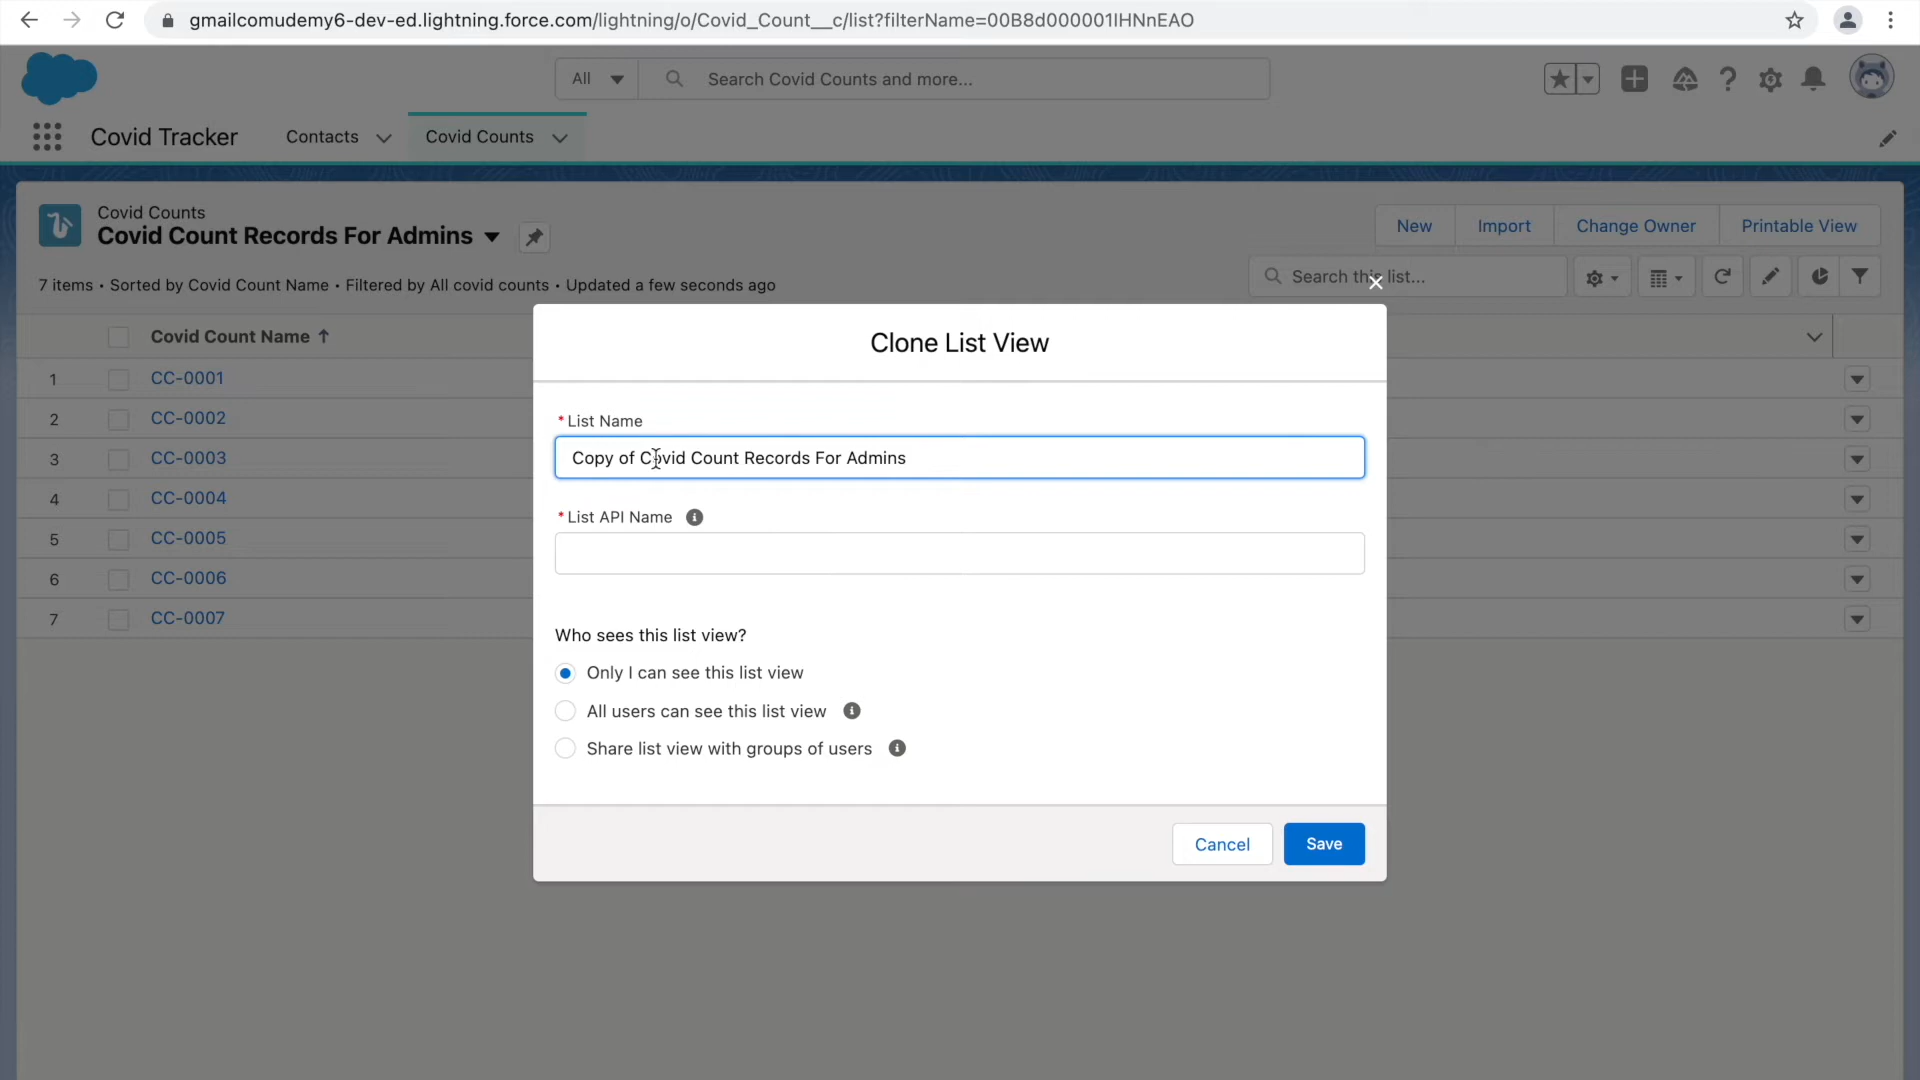 gmailcomudemy6-dev-ed.lightning.force.com/lightning/o/Covid_Count__c/list?filterName=00B8d000001IHNnEAO
All
Search Covid Counts and more...
Covid Tracker
Contacts
Covid Counts
Covid Counts
Covid Count Records For Admins
New
Import
Change Owner
Printable View
7 items • Sorted by Covid Count Name • Filtered by All covid counts • Updated a few seconds ago
Search this list...
Covid Count Name ↑
1 CC-0001
2 CC-0002
3 CC-0003
4 CC-0004
5 CC-0005
6 CC-0006
7 CC-0007
Clone List View
* List Name
Copy of Covid Count Records For Admins
* List API Name
Who sees this list view?
Only I can see this list view
All users can see this list view
Share list view with groups of users
Cancel
Save